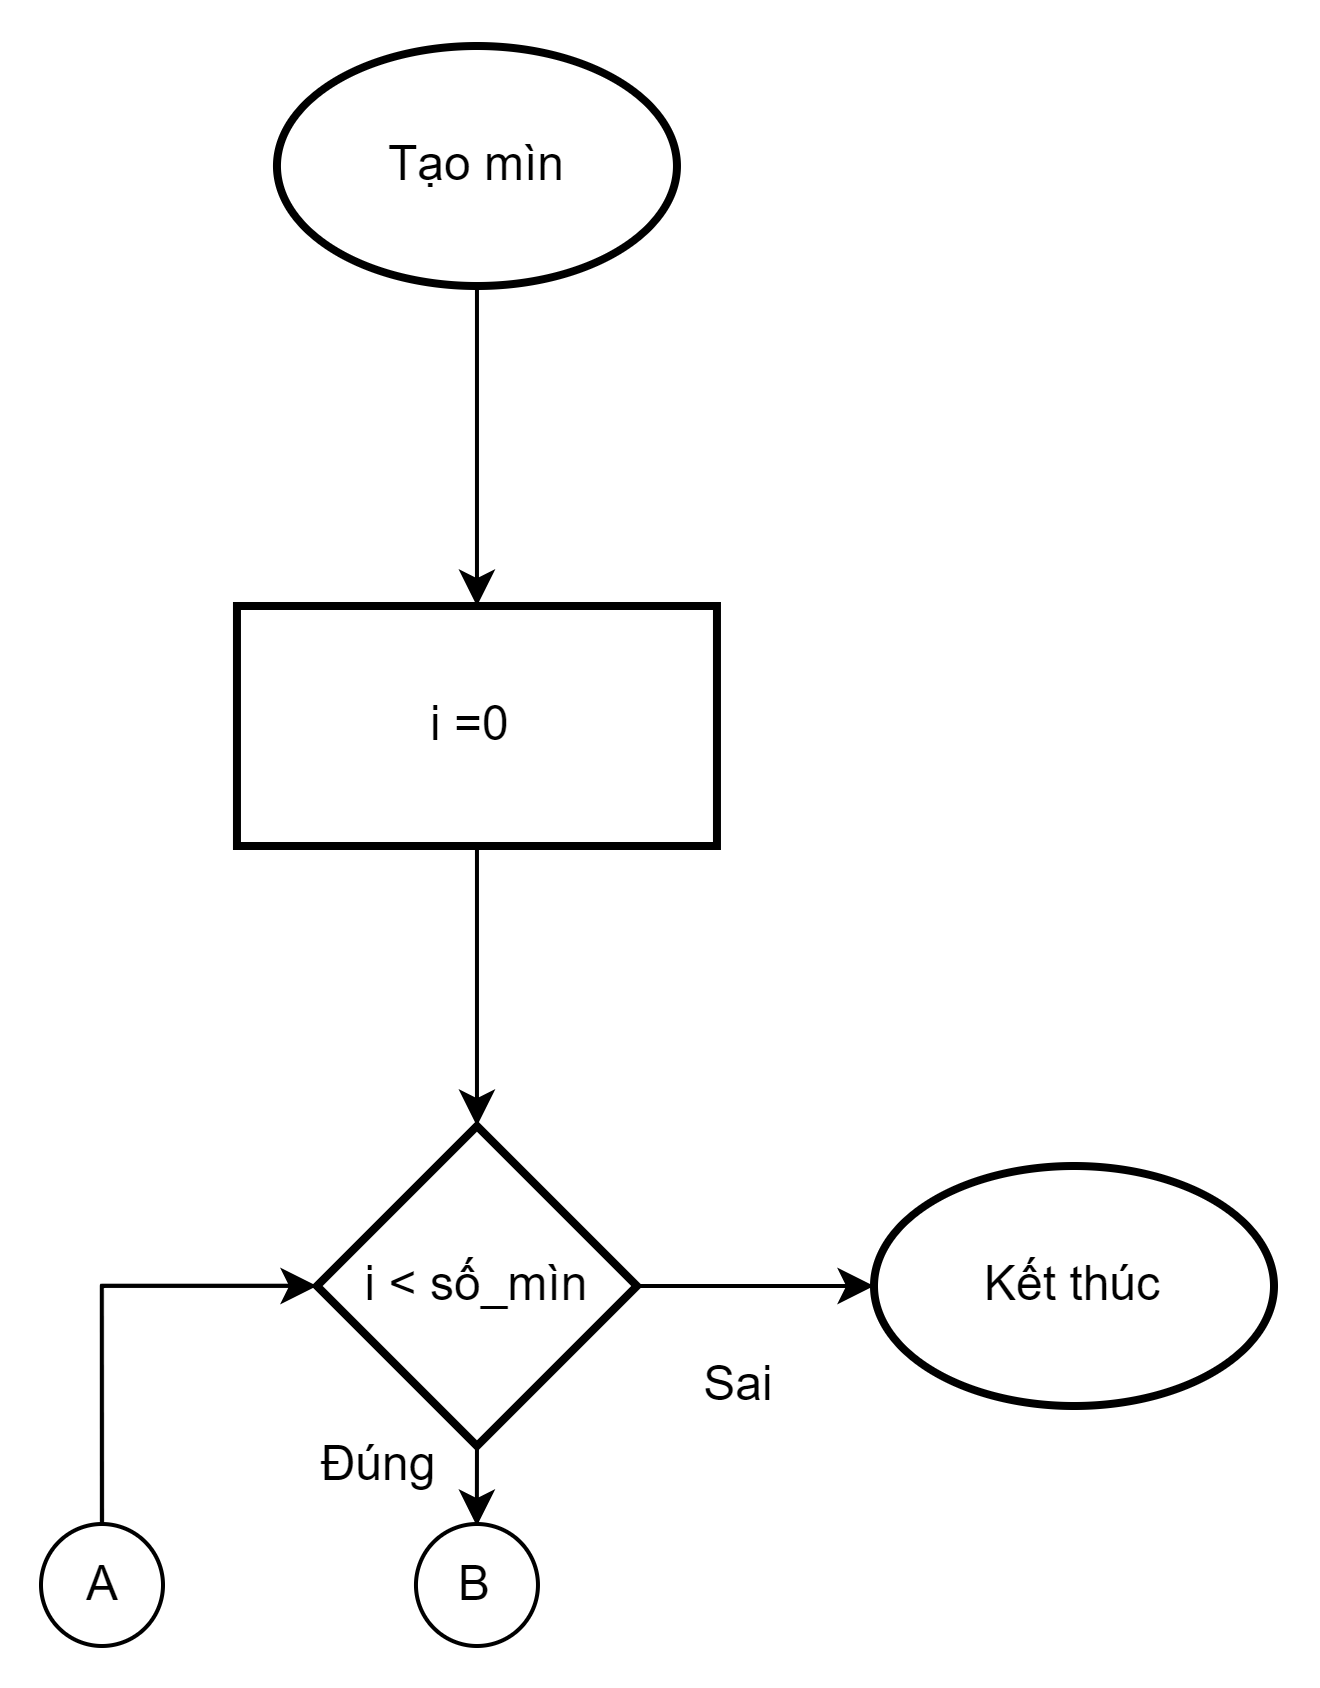 Tạo mìn
i =0
i < số_mìn
Kết thúc
Sai
Đúng
A
B